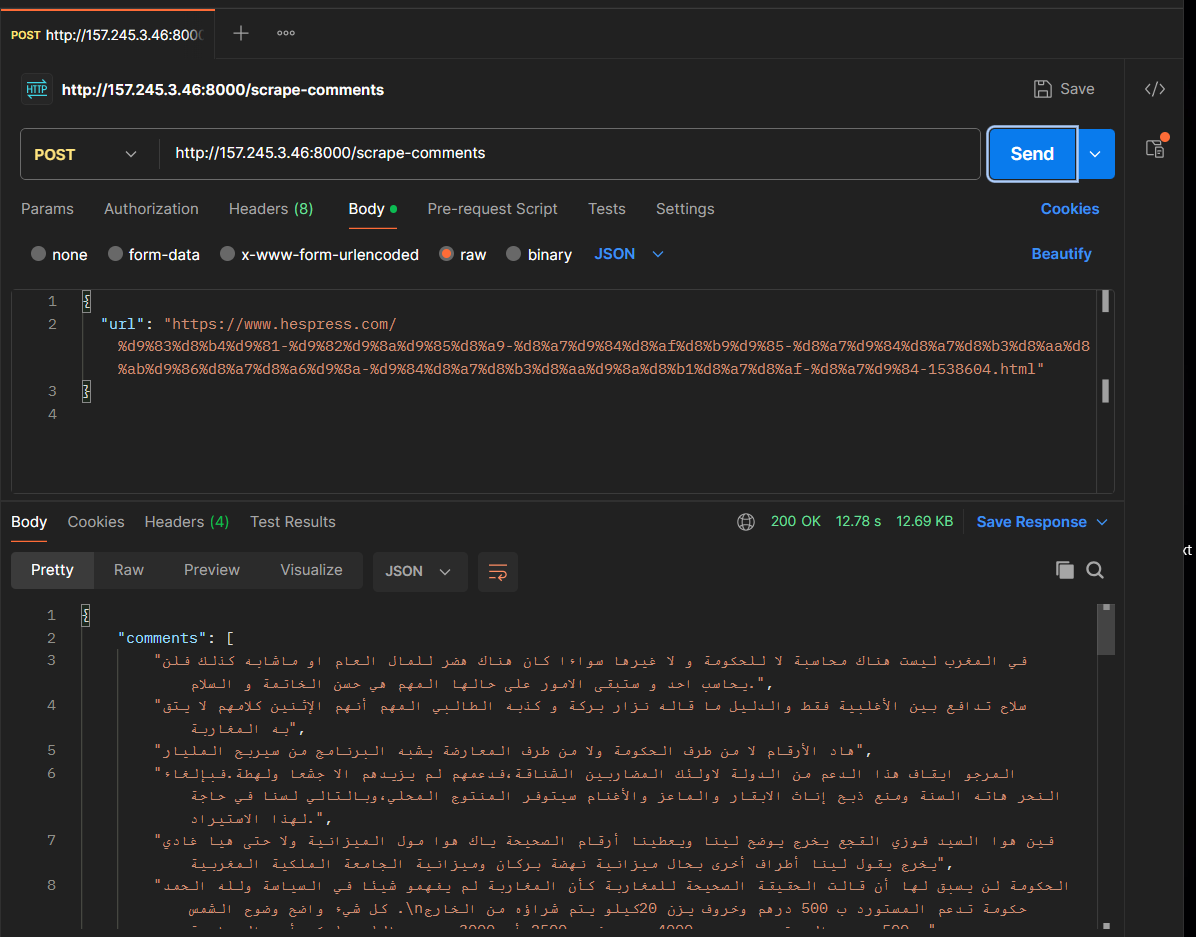 POST http://157.245.3.46:800
http://157.245.3.46:8000/scrape-comments
Save
POST
http://157.245.3.46:8000/scrape-comments
Send
Params Authorization Headers (8) Body Pre-request Script Tests Settings Cookies
none form-data x-www-form-urlencoded raw binary JSON Beautify
1 {
2 "url": "https://www.hespress.com/
%d9%83%d8%b4%d9%81-%d9%82%d9%8a%d9%85%d8%a9-%d8%a7%d9%84%d8%af%d8%b9%d9%85-%d8%a7%d9%84%d8%a7%d8%b3%d8%aa%d8
%ab%d9%86%d8%a7%d8%a6%d9%8a-%d9%84%d8%a7%d8%b3%d8%aa%d9%8a%d8%b1%d8%a7%d8%af-%d8%a7%d9%84-1538604.html"
3 }
4
Body Cookies Headers (4) Test Results 200 OK 12.78 s 12.69 KB Save Response
Pretty Raw Preview Visualize JSON
xt
1 {
2 "comments": [
3 "في المغرب ليست هناك محاسبة لا للحكومة و لا غيرها سواءا كان هناك هضر للمال العام او ماشابه كذلك فلن
يحاسب احد و ستبقى الامور على حالها المهم هي حسن الخاتمة و السلام.",
4 "سلاح تدافع بين الأغلبية فقط والدليل ما قاله نزار بركة و كذبه الطالبي المهم أنهم الإثنين كلامهم لا يتق
به المغاربة",
5 "هاد الأرقام لا من طرف الحكومة ولا من طرف المعارضة يشبه البرنامج من سيربح المليار",
6 "المرجو ايقاف هذا الدعم من الدولة لاولئك المضاربين الشناقة،فدعمهم لم يزيدهم الا جشعا ولهطة.فبإلغاء
النحر هاته السنة ومنع ذبح إناث الابقار والماعز والأغنام سيتوفر المنتوج المحلي،وبالتالي لسنا في حاجة
لهذا الاستيراد.",
7 "فين هوا السيد فوزي القجع يخرج يوضح لينا ويعطينا أرقام الصحيحة ياك هوا مول الميزانية ولا حتى هيا غادي
يخرج يقول لينا أطراف أخرى بحال ميزانية نهضة بركان وميزانية الجامعة الملكية المغربية",
8 "الحكومة لن يسبق لها أن قالت الحقيقة الصحيحة للمغاربة كأن المغاربة لم يفهمو شيئا في السياسة ولله الحمد
كل شيء واضح وضوح الشمس .\nحكومة تدعم المستورد ب 500 درهم وخروف يزن 20كيلو يتم شراؤه من الخارج